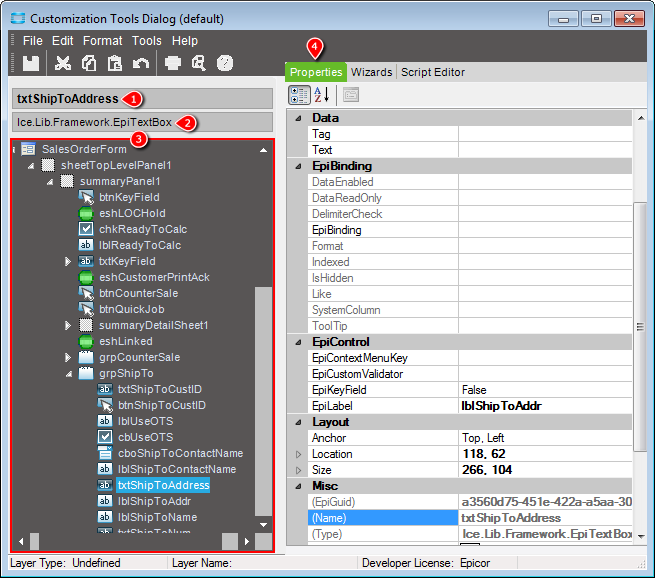 Customization Tools Dialog (default)
File Edit Format Tools Help
4
Properties Wizards Script Editor
txtShipToAddress 1
Ice.Lib.Framework.EpiTextBox 2
3
SalesOrderForm
sheetTopLevelPanel1
summaryPanel1
btnKeyField
eshLOCHold
chkReadyToCalc
lblReadyToCalc
txtKeyField
eshCustomerPrintAck
btnCounterSale
btnQuickJob
summaryDetailSheet1
eshLinked
grpCounterSale
grpShipTo
txtShipToCustID
btnShipToCustID
lblUseOTS
cbUseOTS
cboShipToContactName
lblShipToContactName
txtShipToAddress
lblShipToAddr
lblShipToName
txtShipToNum
Data
Tag
Text
EpiBinding
DataEnabled
DataReadOnly
DelimiterCheck
EpiBinding
Format
Indexed
IsHidden
Like
SystemColumn
ToolTip
EpiControl
EpiContextMenuKey
EpiCustomValidator
EpiKeyField False
EpiLabel lblShipToAddr
Layout
Anchor Top, Left
Location 118, 62
Size 266, 104
Misc
(EpiGuid) a3560d75-451e-422a-a5aa-30
(Name) txtShipToAddress
(Type) Ice.Lib.Framework.EpiTextBox
Layer Type: Undefined Layer Name: Developer License: Epicor